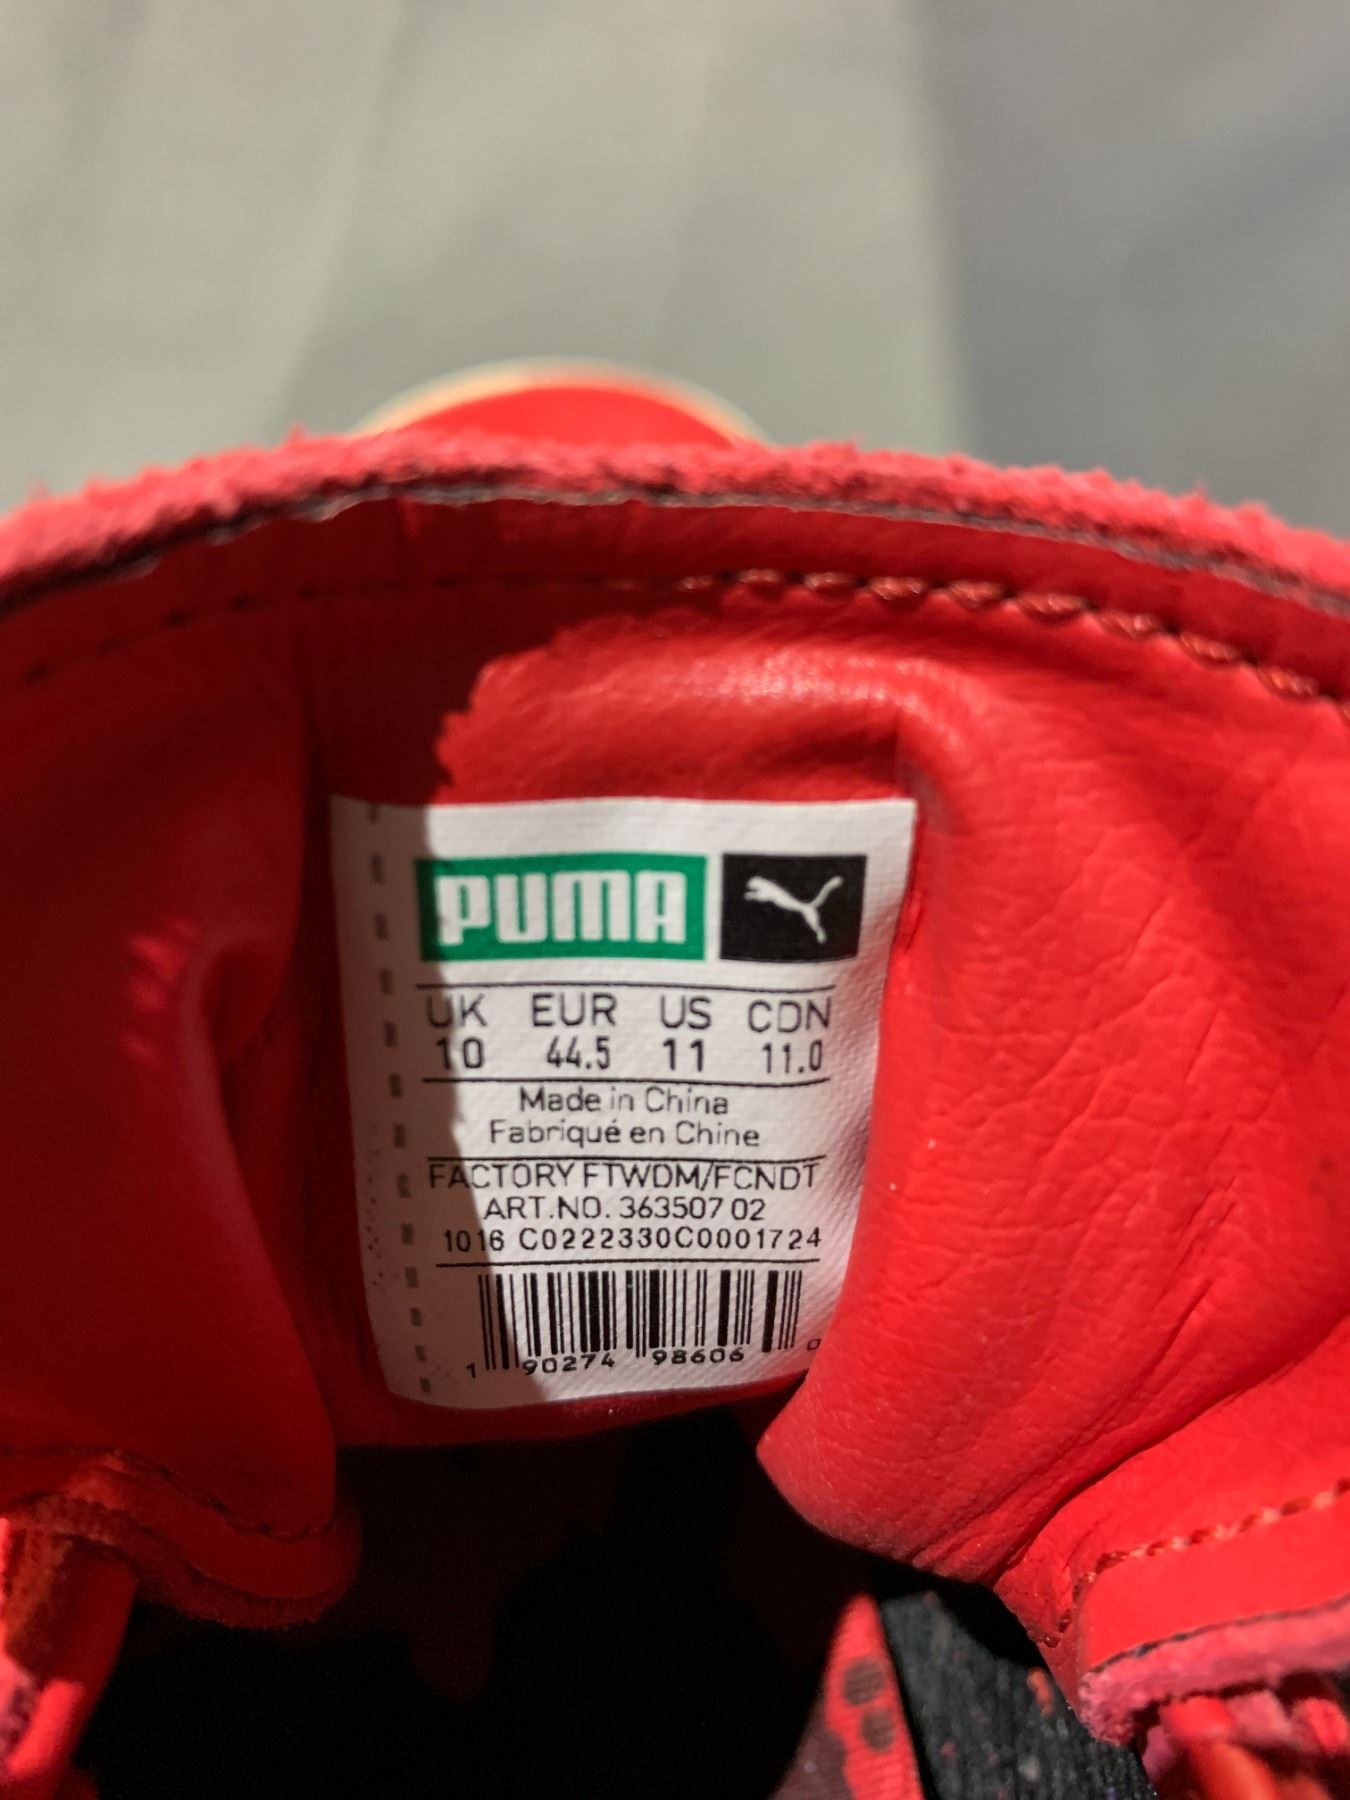 PUMA
UK EUR US CDN
10 44.5 11 11.0
Made in China
Fabriqué en Chine
FACTORY FTWDM/FCNDT
ART.NO. 363507 02
1016 C0222330C0001724
1 90274 98606 0